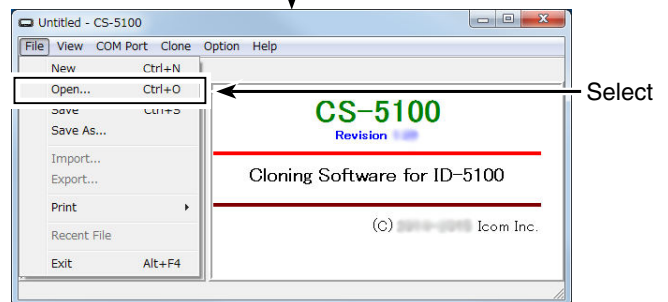 Untitled - CS-5100
File View COM Port Clone Option Help
New Ctrl+N
Open... Ctrl+O
Select
Save Ctrl+S
Save As...
Import...
Export...
Print
Recent File
Exit Alt+F4
CS-5100
Revision
Cloning Software for ID-5100
(C) Icom Inc.